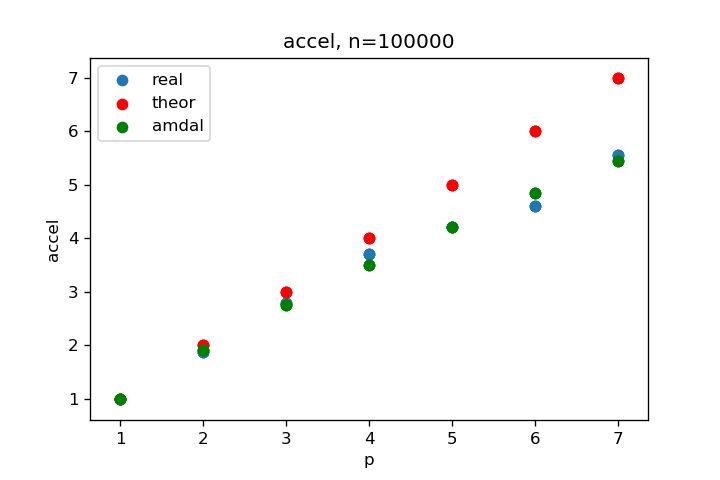 accel, n=100000
real
theor
amdal
accel
7
6
5
4
3
2
1
1 2 3 4 5 6 7
p